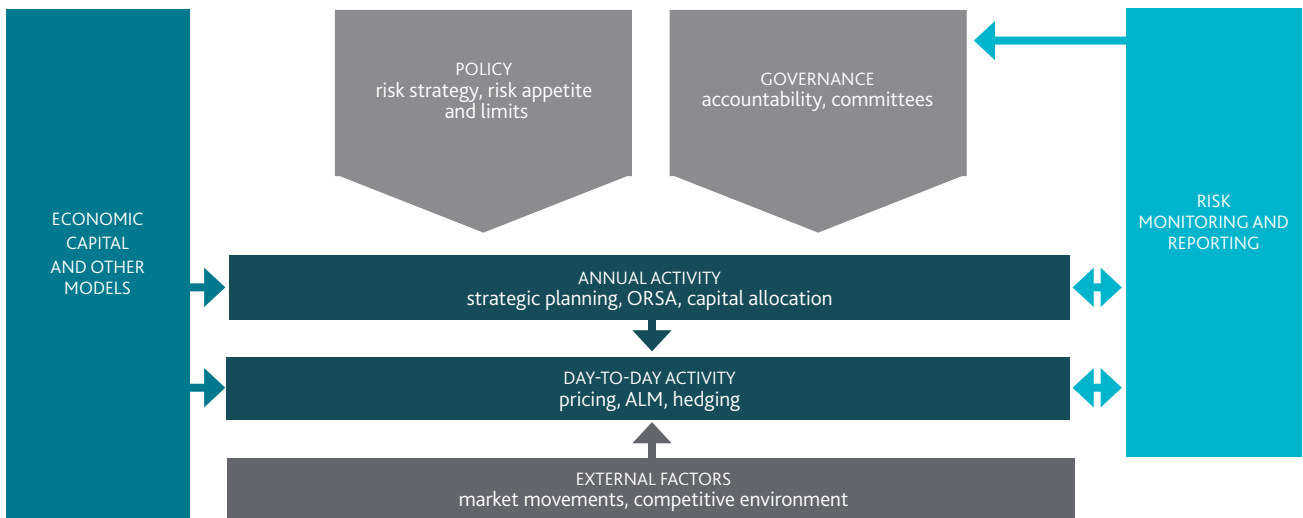 POLICY
risk strategy, risk appetite
and limits
GOVERNANCE
accountability, committees
ECONOMIC
CAPITAL
AND OTHER
MODELS
RISK
MONITORING AND
REPORTING
ANNUAL ACTIVITY
strategic planning, ORSA, capital allocation
DAY-TO-DAY ACTIVITY
pricing, ALM, hedging
EXTERNAL FACTORS
market movements, competitive environment